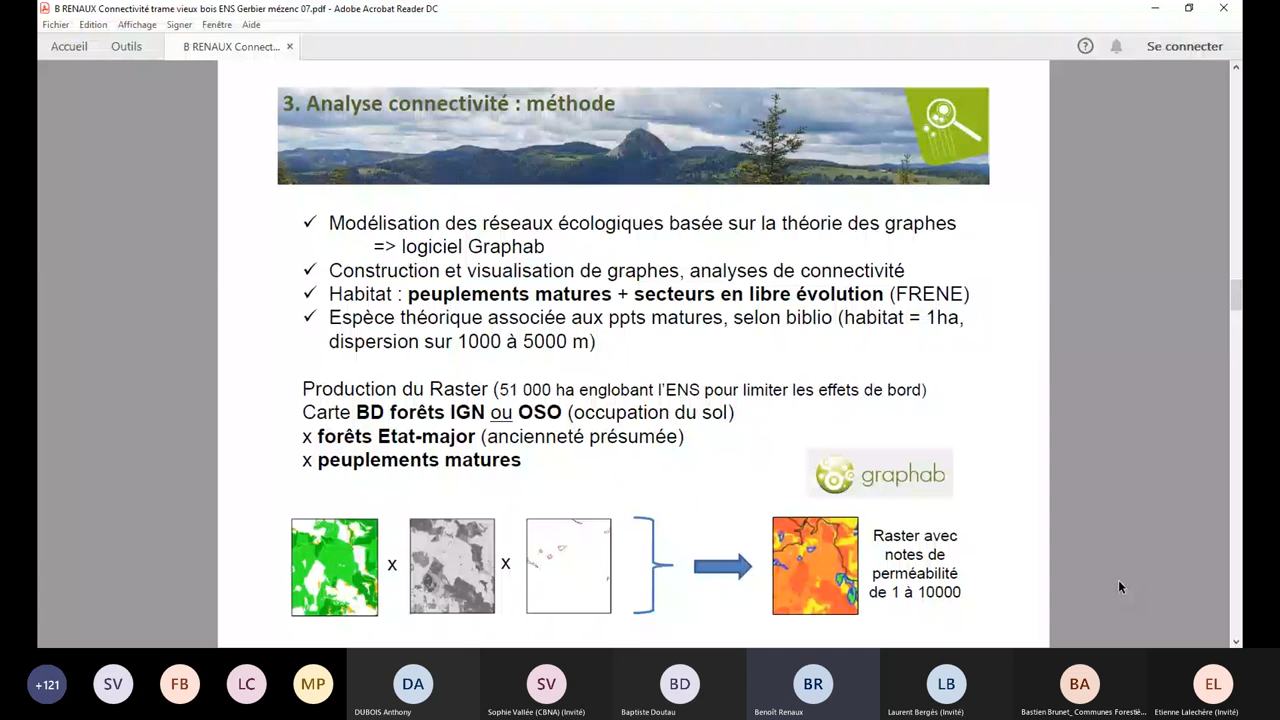 B RENAUX Connectivité trame vieux bois ENS Gerbier mézenc 07.pdf - Adobe Acrobat Reader DC
Fichier Edition Affichage Signer Fenêtre Aide
Accueil Outils B RENAUX Connect... × Se connecter
3. Analyse connectivité : méthode
✓ Modélisation des réseaux écologiques basée sur la théorie des graphes
=> logiciel Graphab
✓ Construction et visualisation de graphes, analyses de connectivité
✓ Habitat : peuplements matures + secteurs en libre évolution (FRENE)
✓ Espèce théorique associée aux ppts matures, selon biblio (habitat = 1ha,
dispersion sur 1000 à 5000 m)
Production du Raster (51 000 ha englobant l'ENS pour limiter les effets de bord)
Carte BD forêts IGN ou OSO (occupation du sol)
x forêts Etat-major (ancienneté présumée)
x peuplements matures
graphab
x x
Raster avec
notes de
perméabilité
de 1 à 10000
+121 SV FB LC MP DA SV BD BR LB BA EL
DUBOIS Anthony Sophie Vallée (CBNA) (Invité) Baptiste Doutau Benoît Renaux Laurent Bergès (Invité) Bastien Brunet_ Communes Forestiè... Etienne Lalechère (Invité)